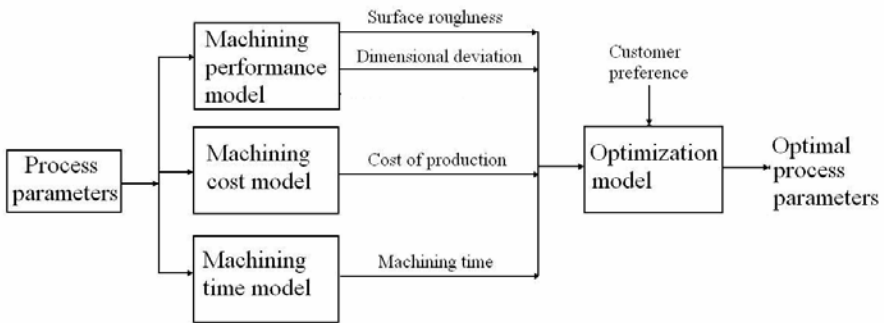 Surface roughness
Machining
performance
model
Dimensional deviation
Customer
preference
Process
parameters
Machining
cost model
Cost of production
Optimization
model
Optimal
process
parameters
Machining
time model
Machining time